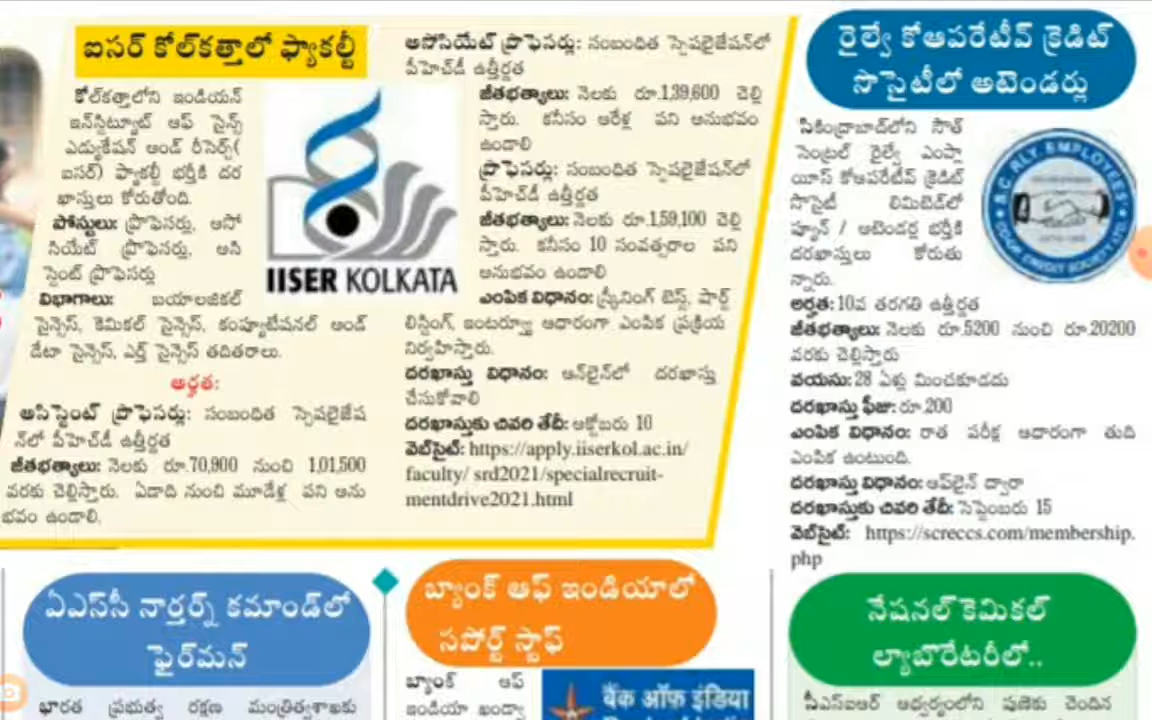 ఐసర్ కోల్‌కత్తాలో ఫ్యాకల్టీ
కోల్‌కత్తాలోని ఇండియన్
ఇన్‌స్టిట్యూట్ ఆఫ్ సైన్స్
ఎడ్యుకేషన్ అండ్ రీసెర్చ్(
ఐసర్) ఫ్యాకల్టీ భర్తీకి దర
ఖాస్తులు కోరుతోంది.
పోస్టులు: ప్రొఫెసర్లు, అసో
సియేట్ ప్రొఫెసర్లు, అసి
స్టెంట్ ప్రొఫెసర్లు
విభాగాలు: బయాలజికల్
సైన్సెస్, కెమికల్ సైన్సెస్, కంప్యూటేషనల్ అండ్
డేటా సైన్సెస్, ఎర్త్ సైన్సెస్ తదితరాలు.
అర్హత:
అసిస్టెంట్ ప్రొఫెసర్లు: సంబంధిత స్పెషలైజేష
న్‌లో పీహెచ్‌డీ ఉత్తీర్ణత
జీతభత్యాలు: నెలకు రూ.70,900 నుంచి 1,01,500
వరకు చెల్లిస్తారు. ఏడాది నుంచి మూడేళ్ల పని అను
భవం ఉండాలి.
IISER KOLKATA
అసోసియేట్ ప్రొఫెసర్లు: సంబంధిత స్పెషలైజేషన్‌లో
పీహెచ్‌డీ ఉత్తీర్ణత
జీతభత్యాలు: నెలకు రూ.1,39,600 చెల్లి
స్తారు. కనీసం ఆరేళ్ల పని అనుభవం
ఉండాలి
ప్రొఫెసర్లు: సంబంధిత స్పెషలైజేషన్‌లో
పీహెచ్‌డీ ఉత్తీర్ణత
జీతభత్యాలు: నెలకు రూ.1,59,100 చెల్లి
స్తారు. కనీసం 10 సంవత్సరాల పని
అనుభవం ఉండాలి
ఎంపిక విధానం: స్క్రీనింగ్ టెస్ట్, షార్ట్
లిస్టింగ్, ఇంటర్వ్యూ ఆధారంగా ఎంపిక ప్రక్రియ
నిర్వహిస్తారు.
దరఖాస్తు విధానం: ఆన్‌లైన్‌లో దరఖాస్తు
చేసుకోవాలి
దరఖాస్తుకు చివరి తేదీ: అక్టోబరు 10
వెబ్‌సైట్: https://apply.iiserkol.ac.in/
faculty/ srd2021/specialrecruit-
mentdrive2021.html
రైల్వే కోఆపరేటీవ్ క్రెడిట్
సొసైటీలో అటెండర్లు
సికింద్రాబాద్‌లోని సౌత్
సెంట్రల్ రైల్వే ఎంప్లా
యీస్ కోఆపరేటీవ్ క్రెడిట్
సొసైటీ లిమిటెడ్‌లో
ప్యూన్ / అటెండర్ల భర్తీకి
దరఖాస్తులు కోరుతు
న్నారు.
అర్హత: 10వ తరగతి ఉత్తీర్ణత
జీతభత్యాలు: నెలకు రూ.5200 నుంచి రూ.20200
వరకు చెల్లిస్తారు
వయసు: 28 ఏళ్లు మించకూడదు
దరఖాస్తు ఫీజు: రూ.200
ఎంపిక విధానం: రాత పరీక్ష ఆధారంగా తుది
ఎంపిక ఉంటుంది.
దరఖాస్తు విధానం: ఆఫ్‌లైన్ ద్వారా
దరఖాస్తుకు చివరి తేదీ: సెప్టెంబరు 15
వెబ్‌సైట్: https://screccs.com/membership.
php
ఏఎస్‌సీ నార్తర్న్ కమాండ్‌లో
ఫైర్‌మన్
భారత ప్రభుత్వ రక్షణ మంత్రిత్వశాఖకు
బ్యాంక్ ఆఫ్ ఇండియాలో
సపోర్ట్ స్టాఫ్
బ్యాంక్ ఆఫ్
ఇండియా ఖండ్వా
बैंक ऑफ़ इंडिया
నేషనల్ కెమికల్
ల్యాబొరేటరీలో..
సీఎస్ఐఆర్ ఆధ్వర్యంలోని పుణెకు చెందిన